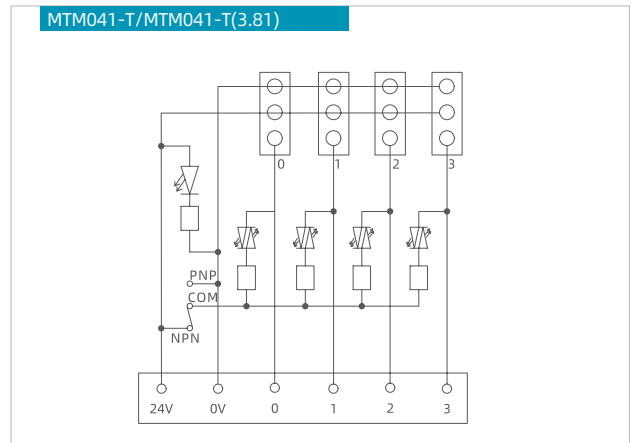 MTM041-T/MTM041-T(3.81)
0 1 2 3
PNP
COM
NPN
24V 0V 0 1 2 3